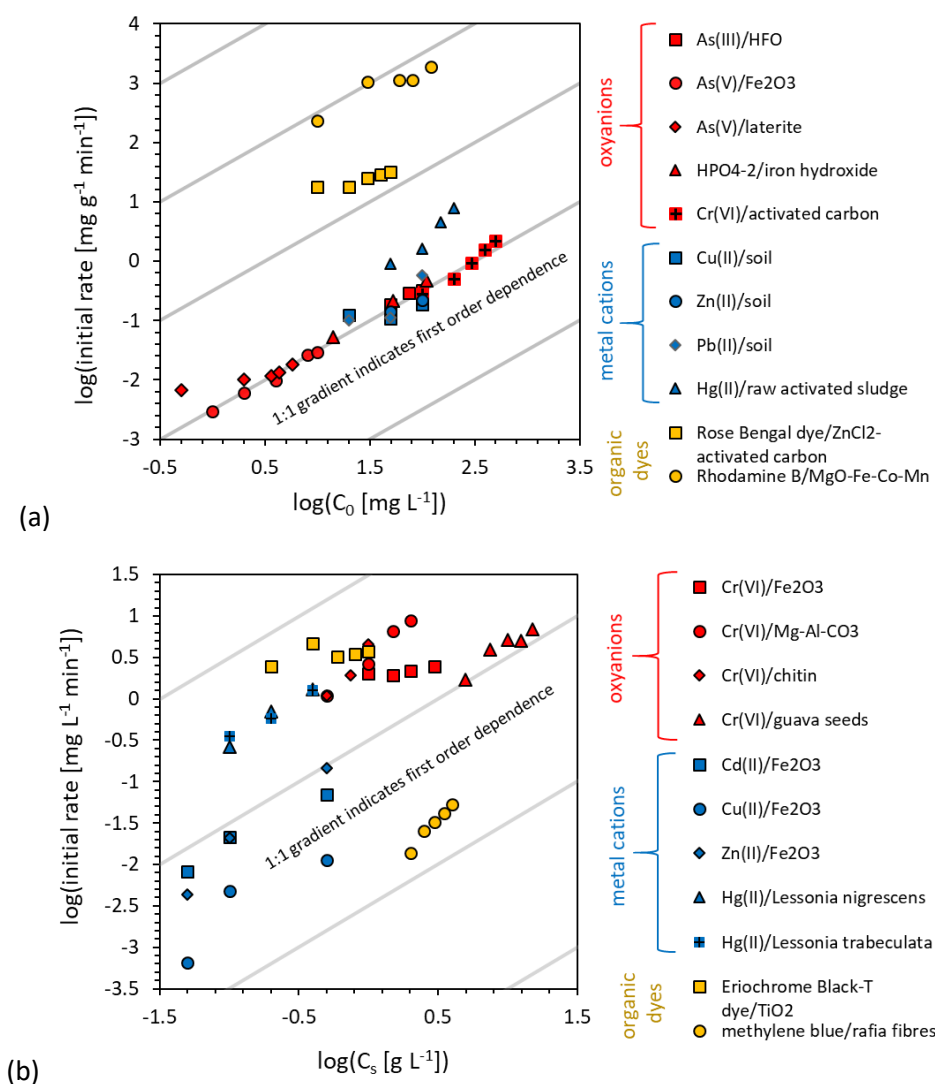 4
3
2
1
0
-1
-2
-3
log(initial rate [mg g-1 min-1])
-0.5
0.5
1.5
2.5
3.5
log(C0 [mg L-1])
1:1 gradient indicates first order dependence
(a)
oxyanions
As(III)/HFO
As(V)/Fe2O3
As(V)/laterite
HPO4-2/iron hydroxide
Cr(VI)/activated carbon
metal cations
Cu(II)/soil
Zn(II)/soil
Pb(II)/soil
Hg(II)/raw activated sludge
organic
dyes
Rose Bengal dye/ZnCl2-
activated carbon
Rhodamine B/MgO-Fe-Co-Mn
1.5
1
0.5
0
-0.5
-1
-1.5
-2
-2.5
-3
-3.5
log(initial rate [mg L-1 min-1])
-1.5
-0.5
0.5
1.5
log(Cs [g L-1])
1:1 gradient indicates first order dependence
(b)
oxyanions
Cr(VI)/Fe2O3
Cr(VI)/Mg-Al-CO3
Cr(VI)/chitin
Cr(VI)/guava seeds
metal cations
Cd(II)/Fe2O3
Cu(II)/Fe2O3
Zn(II)/Fe2O3
Hg(II)/Lessonia nigrescens
Hg(II)/Lessonia trabeculata
organic
dyes
Eriochrome Black-T
dye/TiO2
methylene blue/rafia fibres